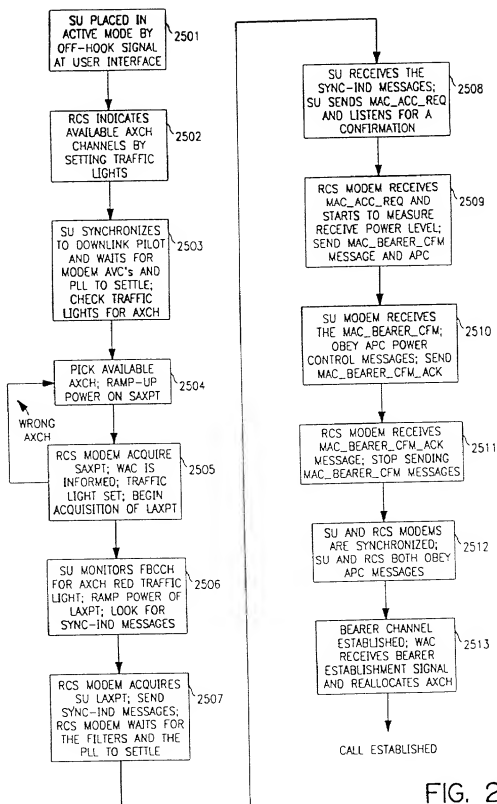 SU PLACED IN
ACTIVE MODE BY
OFF-HOOK SIGNAL
AT USER INTERFACE
2501
RCS INDICATES
AVAILABLE AXCH
CHANNELS BY
SETTING TRAFFIC
LIGHTS
2502
SU SYNCHRONIZES
TO DOWNLINK PILOT
AND WAITS FOR
MODEM AVC's and
PLL TO SETTLE;
CHECK TRAFFIC
LIGHTS FOR AXCH
2503
PICK AVAILABLE
AXCH; RAMP-UP
POWER ON SAXPT
2504
WRONG
AXCH
RCS MODEM ACQUIRE
SAXPT; WAC IS
INFORMED; TRAFFIC
LIGHT SET; BEGIN
ACQUISITION OF LAXPT
2505
SU MONITORS FBCCH
FOR AXCH RED TRAFFIC
LIGHT; RAMP POWER OF
LAXPT; LOOK FOR
SYNC-IND MESSAGES
2506
RCS MODEM ACQUIRES
SU LAXPT; SEND
SYNC-IND MESSAGES;
RCS MODEM WAITS FOR
THE FILTERS AND THE
PLL TO SETTLE
2507
SU RECEIVES THE
SYNC-IND MESSAGES;
SU SENDS MAC_ACC_REQ
AND LISTENS FOR A
CONFIRMATION
2508
RCS MODEM RECEIVES
MAC_ACC_REQ AND
STARTS TO MEASURE
RECEIVE POWER LEVEL;
SEND MAC_BEARER_CFM
MESSAGE AND APC
2509
SU MODEM RECEIVES
THE MAC_BEARER_CFM;
OBEY APC POWER
CONTROL MESSAGES; SEND
MAC_BEARER_CFM_ACK
2510
RCS MODEM RECEIVES
MAC_BEARER_CFM_ACK
MESSAGE; STOP SENDING
MAC_BEARER_CFM MESSAGES
2511
SU AND RCS MODEMS
ARE SYNCHRONIZED;
SU AND RCS BOTH OBEY
APC MESSAGES
2512
BEARER CHANNEL
ESTABLISHED; WAC
RECEIVES BEARER
ESTABLISHMENT SIGNAL
AND REALLOCATES AXCH
2513
CALL ESTABLISHED
FIG. 2